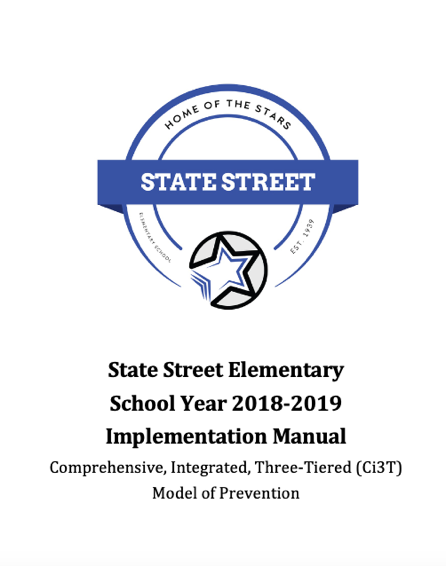 HOME OF THE STARS
STATE STREET
ELEMENTARY SCHOOL
EST 1939
State Street Elementary
School Year 2018-2019
Implementation Manual
Comprehensive, Integrated, Three-Tiered (Ci3T)
Model of Prevention